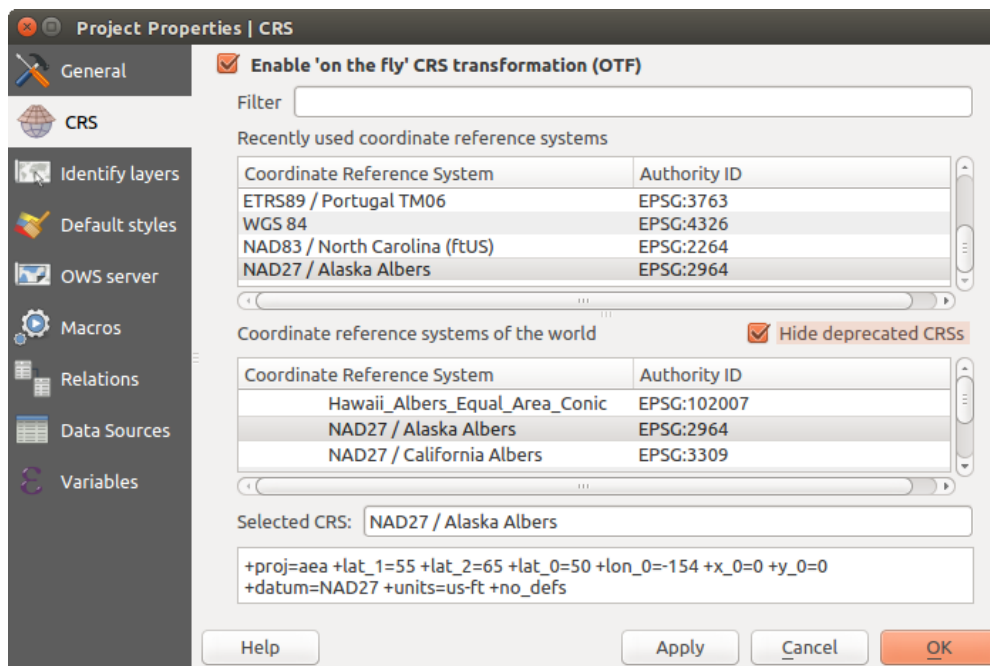 Project Properties | CRS
General
CRS
Identify layers
Default styles
OWS server
Macros
Relations
Data Sources
Variables
Enable 'on the fly' CRS transformation (OTF)
Filter
Recently used coordinate reference systems
Coordinate Reference System Authority ID
ETRS89 / Portugal TM06 EPSG:3763
WGS 84 EPSG:4326
NAD83 / North Carolina (ftUS) EPSG:2264
NAD27 / Alaska Albers EPSG:2964
Coordinate reference systems of the world Hide deprecated CRSs
Coordinate Reference System Authority ID
Hawaii_Albers_Equal_Area_Conic EPSG:102007
NAD27 / Alaska Albers EPSG:2964
NAD27 / California Albers EPSG:3309
Selected CRS: NAD27 / Alaska Albers
+proj=aea +lat_1=55 +lat_2=65 +lat_0=50 +lon_0=-154 +x_0=0 +y_0=0
+datum=NAD27 +units=us-ft +no_defs
Help Apply Cancel OK